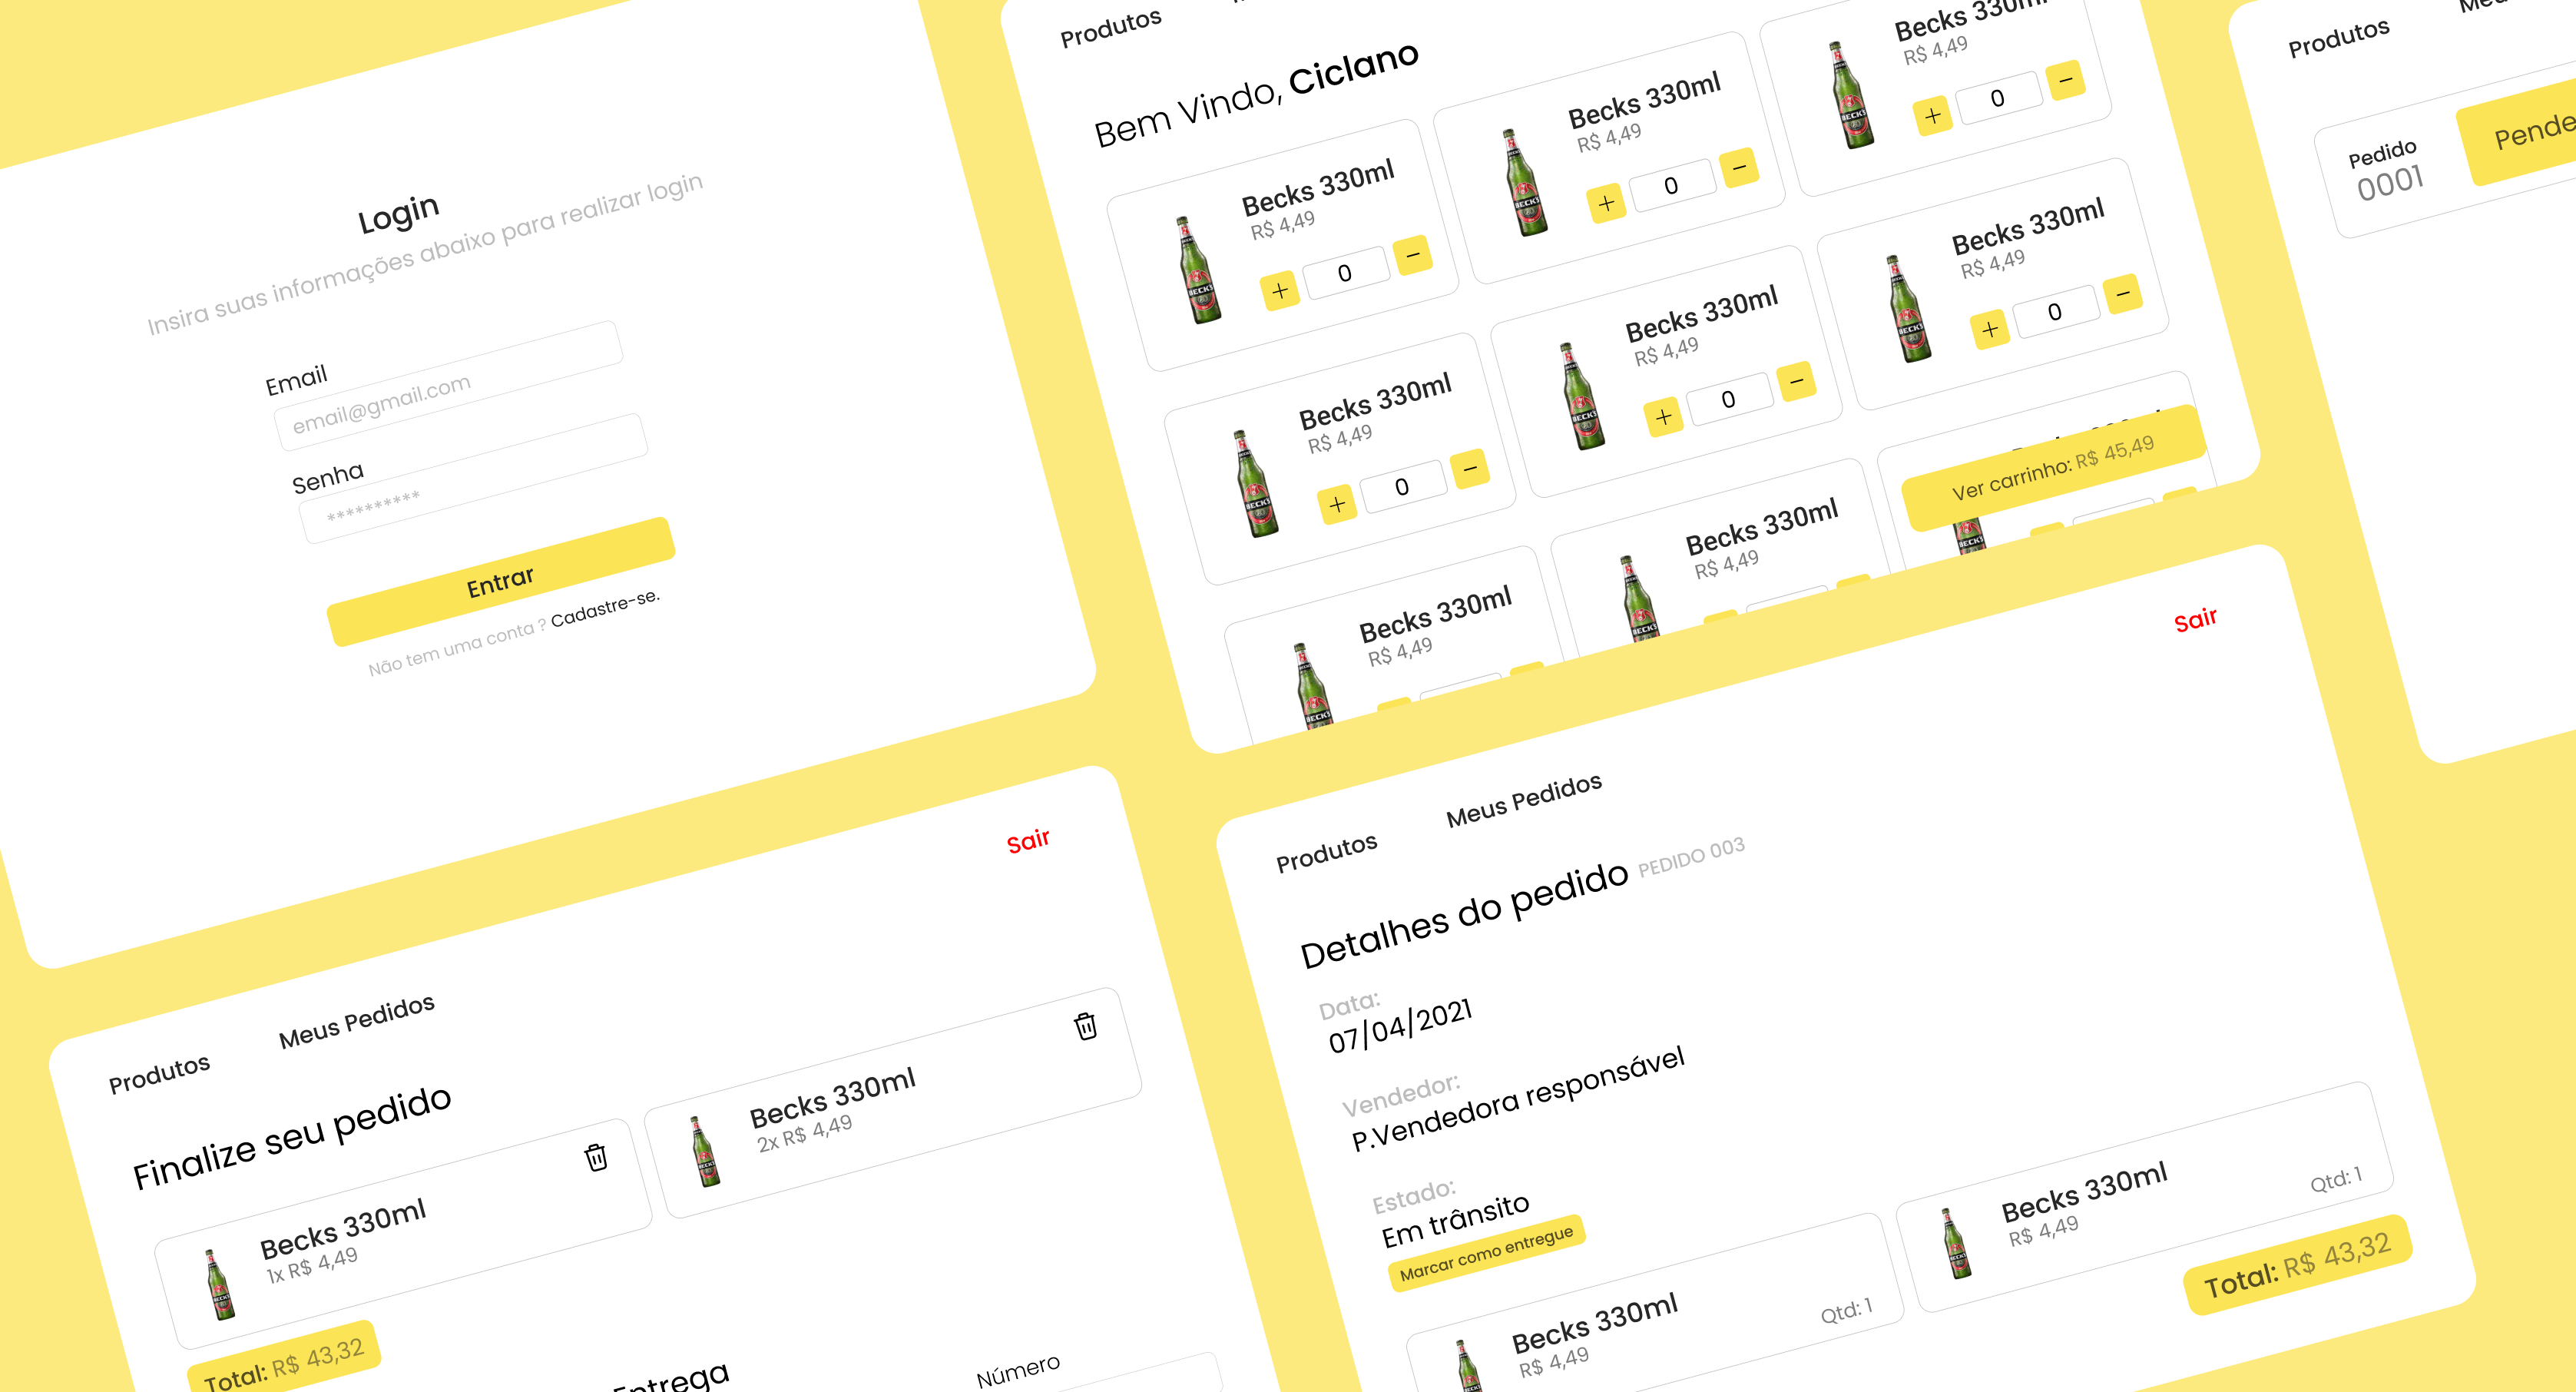 Login
Insira suas informações abaixo para realizar login
Email
email@gmail.com
Senha
**********
Entrar
Não tem uma conta ? Cadastre-se.
Produtos
Bem Vindo, Ciclano
Becks 330ml
R$ 4,49
+ 0 −
Becks 330ml
R$ 4,49
+ 0 −
Becks 330ml
R$ 4,49
+ 0 −
Becks 330ml
R$ 4,49
+ 0 −
Becks 330ml
R$ 4,49
+ 0 −
Becks 330ml
R$ 4,49
+ 0 −
Becks 330ml
R$ 4,49
Becks 330ml
R$ 4,49
Ver carrinho: R$ 45,49
Produtos
Pedido
0001
Produtos
Meus Pedidos
Sair
Finalize seu pedido
Becks 330ml
1x R$ 4,49
Becks 330ml
2x R$ 4,49
Total: R$ 43,32
Entrega
Número
Produtos
Meus Pedidos
Sair
Detalhes do pedido PEDIDO 003
Data:
07/04/2021
Vendedor:
P.Vendedora responsável
Estado:
Em trânsito
Marcar como entregue
Becks 330ml
R$ 4,49
Qtd: 1
Becks 330ml
R$ 4,49
Qtd: 1
Total: R$ 43,32